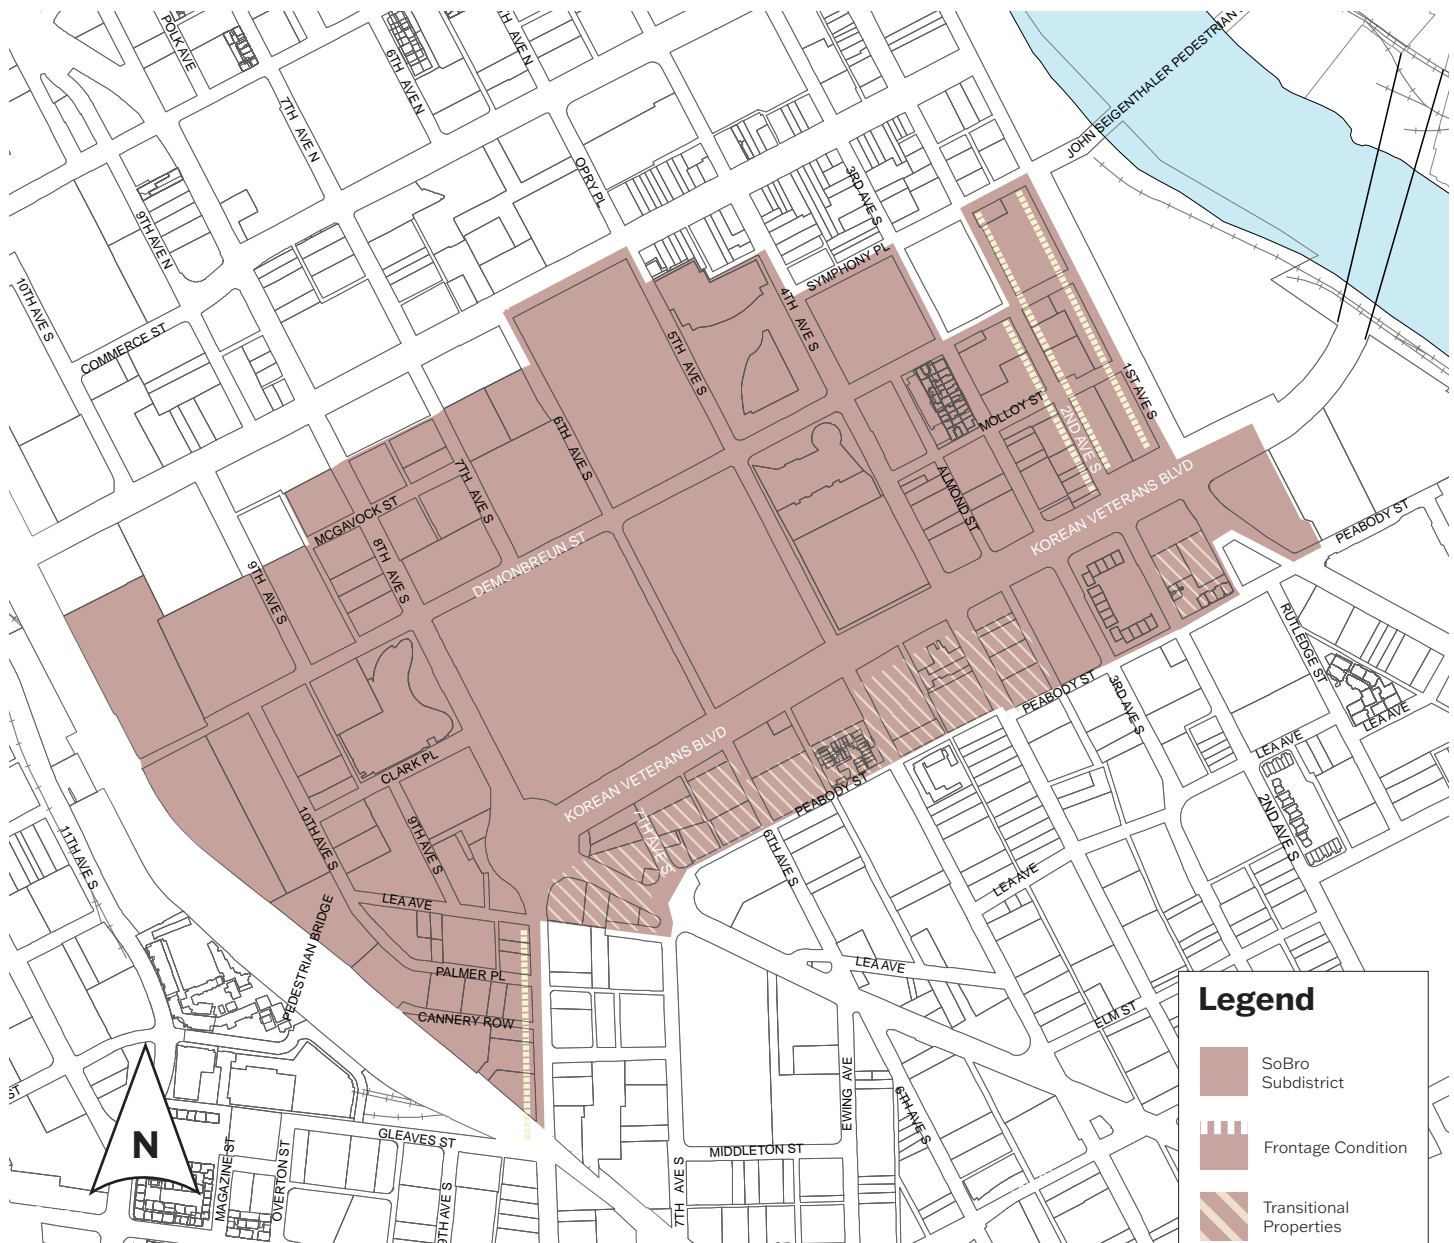 POLK AVE
6TH AVE N
AVE N
JOHN SEIGENTHALER PEDESTRIAN
7TH AVE N
OPRY PL
3RD AVE S
9TH AVE N
SYMPHONY PL
10TH AVE S
COMMERCE ST
4TH AVE S
5TH AVE S
1ST AVE S
MOLLOY ST
2ND AVE S
6TH AVE S
7TH AVE S
MCGAVOCK ST
ALMOND ST
KOREAN VETERANS BLVD
PEABODY ST
8TH AVE S
DEMONBREUN ST
9TH AVE S
RUTLEDGE ST
PEABODY ST
3RD AVE S
LEA AVE
LEA AVE
CLARK PL
KOREAN VETERANS BLVD
PEABODY ST
10TH AVE S
9TH AVE S
7TH AVE S
2ND AVE S
11TH AVE S
6TH AVE S
LEA AVE
LEA AVE
PEDESTRIAN BRIDGE
PALMER PL
LEA AVE
CANNERY ROW
ELM ST
Legend
SoBro
Subdistrict
Frontage Condition
Transitional
Properties
ST
EWING AVE
6TH AVE S
GLEAVES ST
MIDDLETON ST
N
MAGAZINE ST
OVERTON ST
9TH AVE S
7TH AVE S